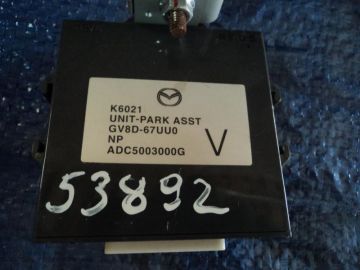 K6021
UNIT-PARK ASST
GV8D-67UU0
NP
ADC5003000G
V
53892